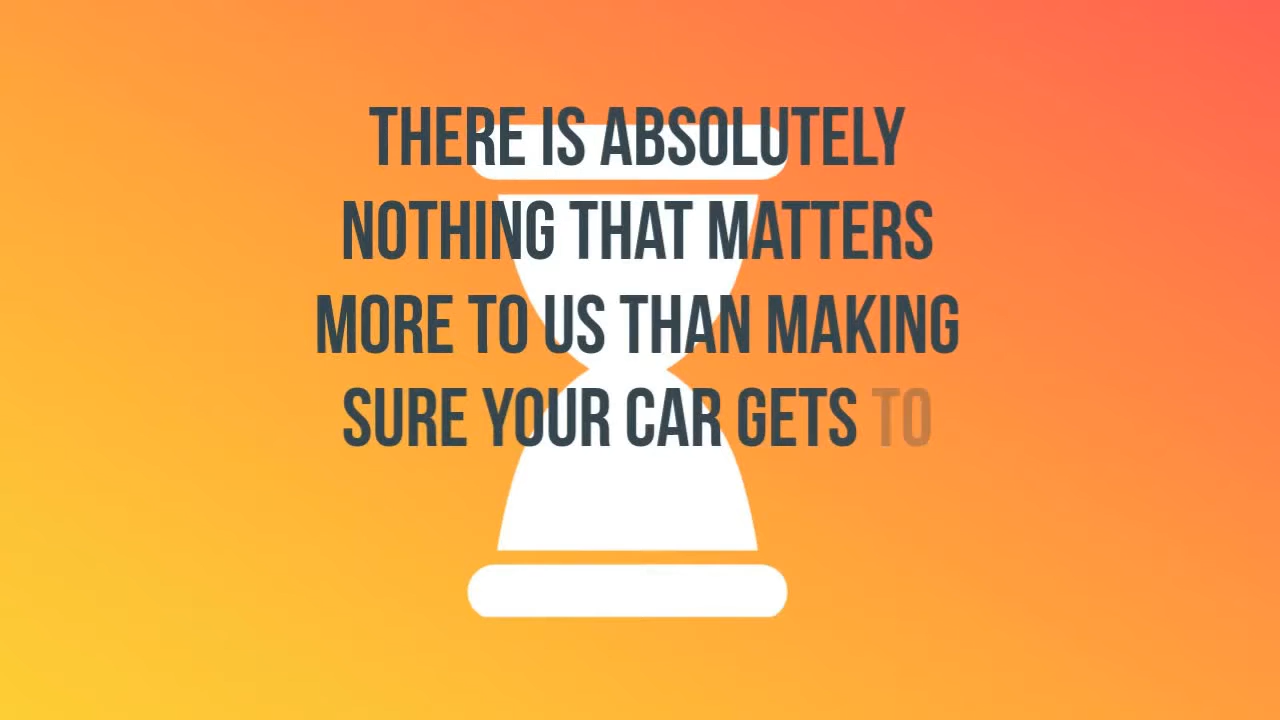 THERE IS ABSOLUTELY
NOTHING THAT MATTERS
MORE TO US THAN MAKING
SURE YOUR CAR GETS TO